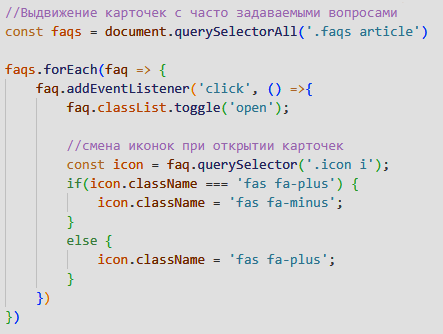 //Выдвижение карточек с часто задаваемыми вопросами
const faqs = document.querySelectorAll('.faqs article')

faqs.forEach(faq => {
    faq.addEventListener('click', () =>{
        faq.classList.toggle('open');

        //смена иконок при открытии карточек
        const icon = faq.querySelector('.icon i');
        if(icon.className === 'fas fa-plus') {
            icon.className = 'fas fa-minus';
        }
        else {
            icon.className = 'fas fa-plus';
        }
    })
})